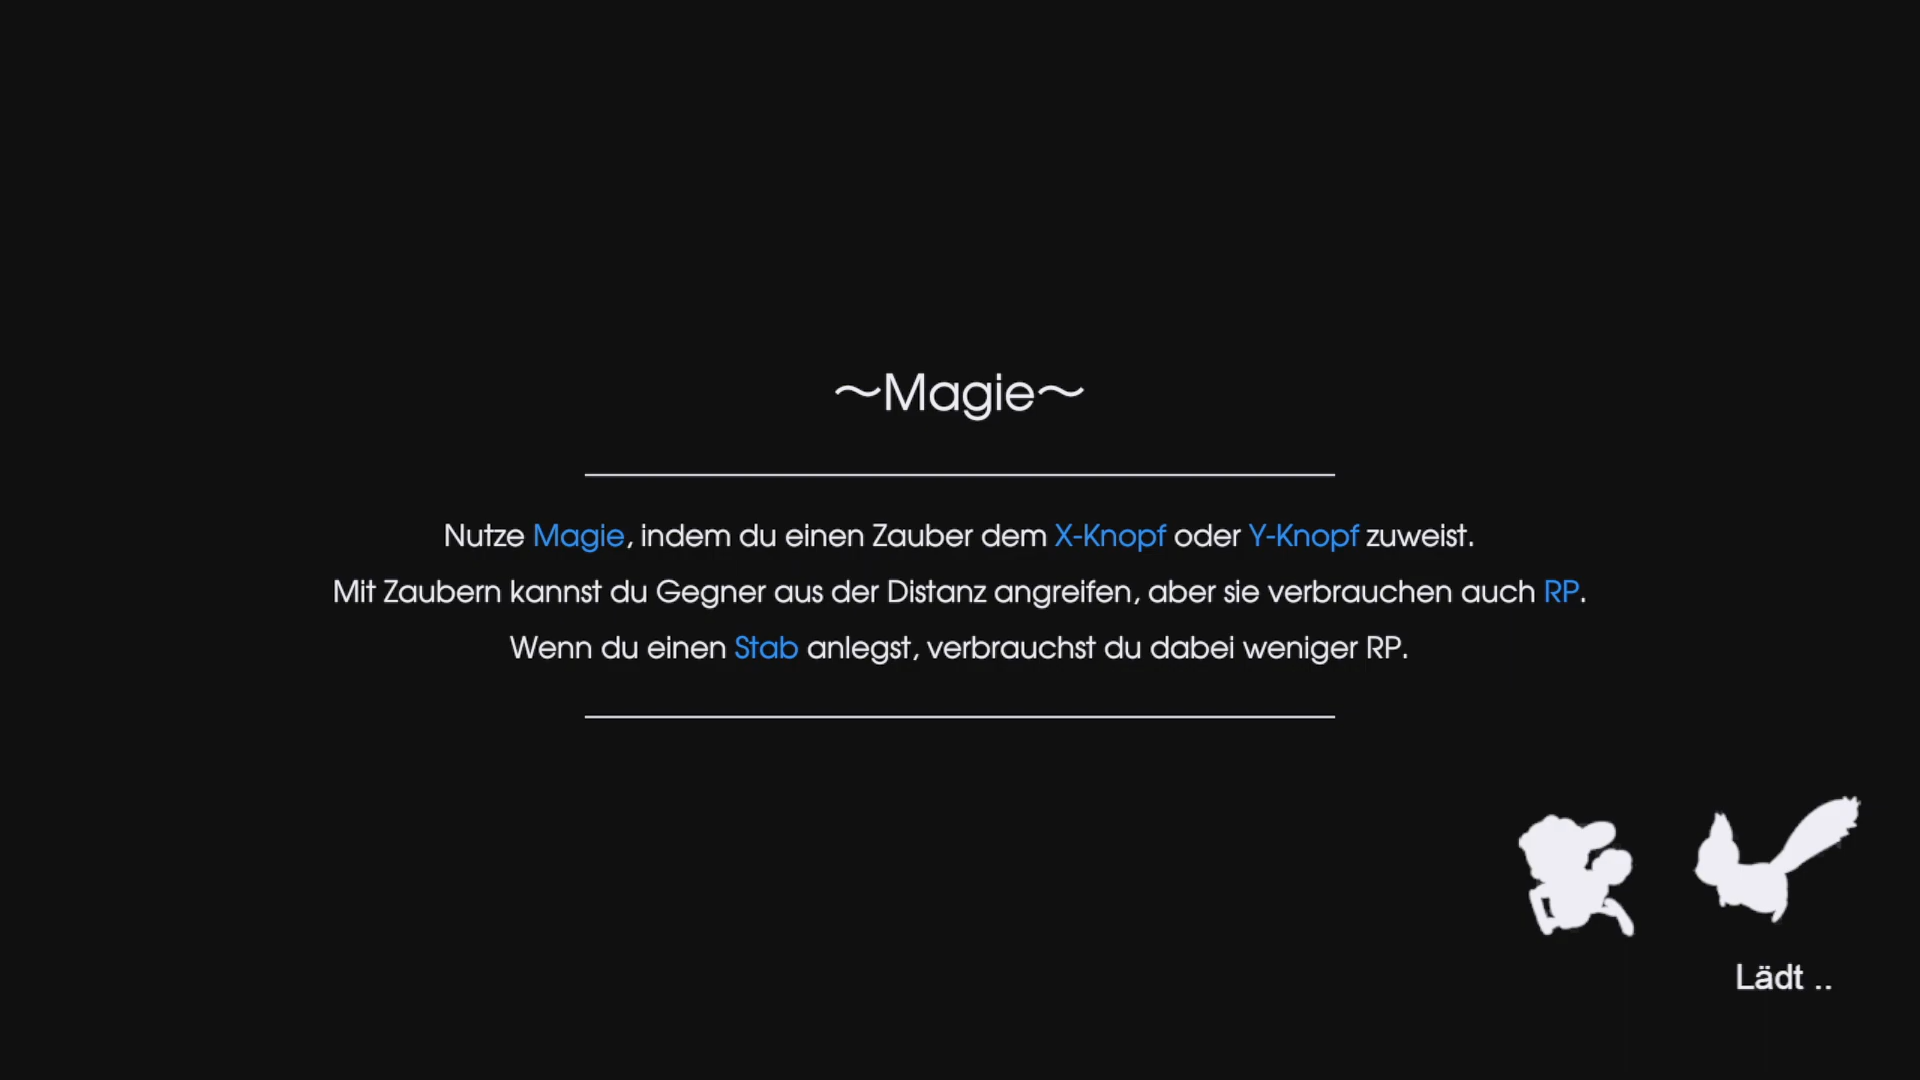 ～Magie～
Nutze Magie, indem du einen Zauber dem X-Knopf oder Y-Knopf zuweist.
Mit Zaubern kannst du Gegner aus der Distanz angreifen, aber sie verbrauchen auch RP.
Wenn du einen Stab anlegst, verbrauchst du dabei weniger RP.
Lädt ..